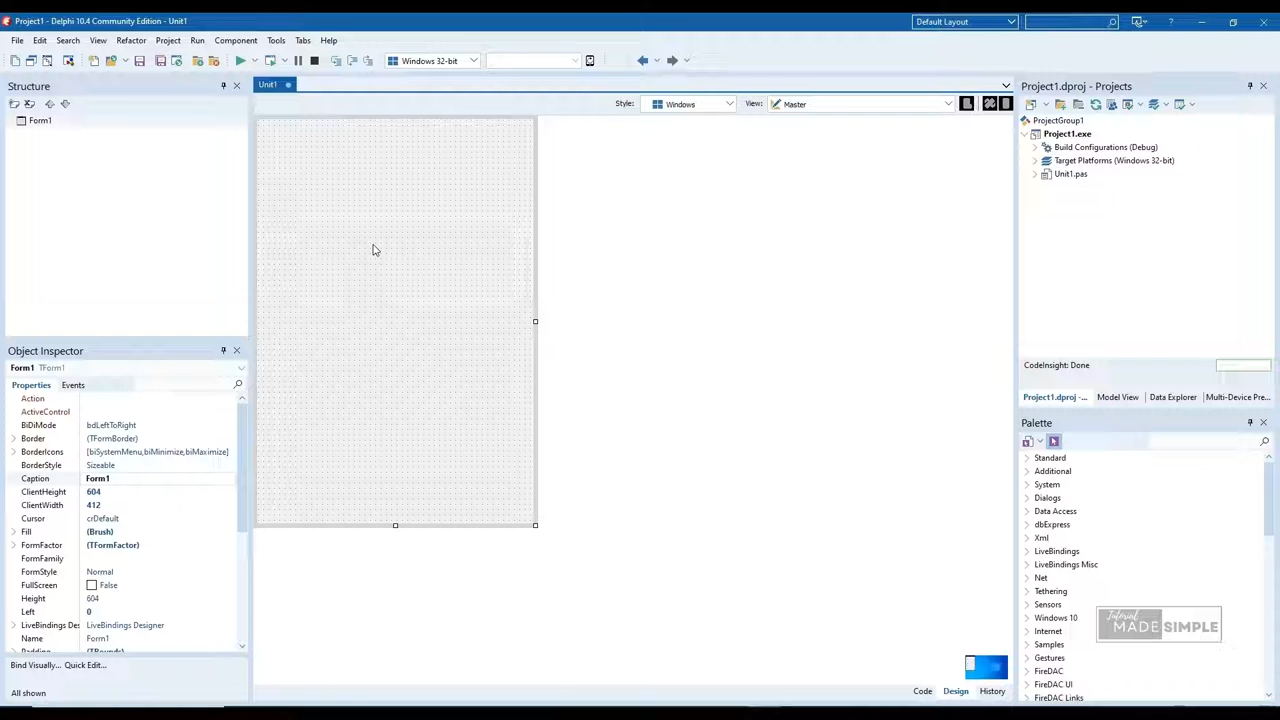 Project1 - Delphi 10.4 Community Edition - Unit1
Default Layout
?
File Edit Search View Refactor Project Run Component Tools Tabs Help
Windows 32-bit
Structure
Form1
Unit1
Style: Windows View: Master
Object Inspector
Form1 TForm1
Properties Events
Action
ActiveControl
BiDiMode bdLeftToRight
Border (TFormBorder)
BorderIcons [biSystemMenu,biMinimize,biMaximize]
BorderStyle Sizeable
Caption Form1
ClientHeight 604
ClientWidth 412
Cursor crDefault
Fill (Brush)
FormFactor (TFormFactor)
FormFamily
FormStyle Normal
FullScreen False
Height 604
Left 0
LiveBindings Des LiveBindings Designer
Name Form1
Padding (TBounds)
Bind Visually... Quick Edit...
All shown
Code Design History
Project1.dproj - Projects
ProjectGroup1
Project1.exe
Build Configurations (Debug)
Target Platforms (Windows 32-bit)
Unit1.pas
CodeInsight: Done
Project1.dproj -... Model View Data Explorer Multi-Device Pre...
Palette
Standard
Additional
System
Dialogs
Data Access
dbExpress
Xml
LiveBindings
LiveBindings Misc
Net
Tethering
Sensors
Windows 10
Internet
Samples
Gestures
FireDAC
FireDAC UI
FireDAC Links
Tutorial
MADE SIMPLE